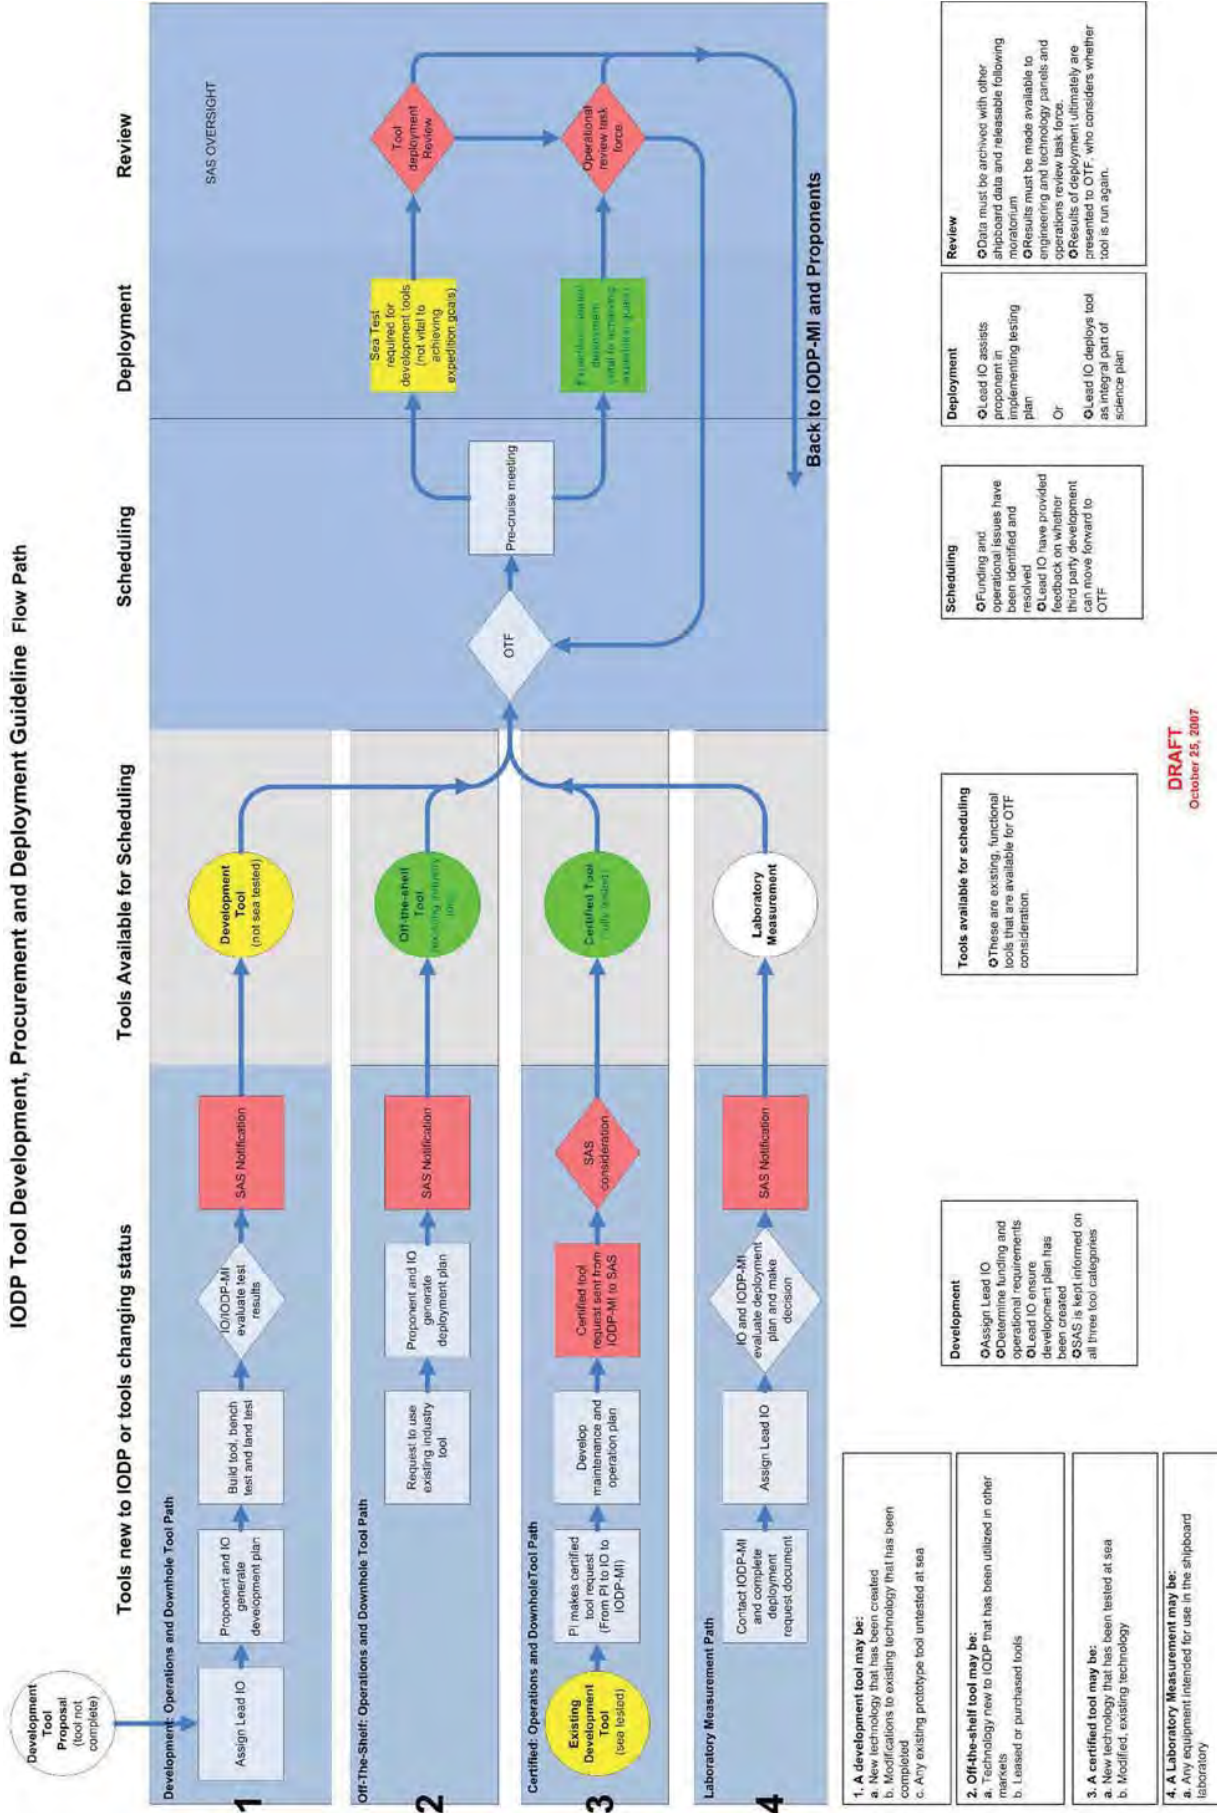 IODP Tool Development, Procurement and Deployment Guideline Flow Path
Tools new to IODP or tools changing status
Tools Available for Scheduling
Scheduling
Deployment
Review
SAS OVERSIGHT
Development
Tool
Proposal
(tool not
complete)
Development: Operations and Downhole Tool Path
1
Assign Lead IO
Proponent and IO
generate
development plan
Build tool, bench
test and land test
IO/IODP-MI
evaluate test
results
SAS Notification
Development
Tool
(not sea tested)
Off-The-Shelf: Operations and Downhole Tool Path
2
Request to use
existing industry
tool
Proponent and IO
generate
deployment plan
SAS Notification
Off-the-shelf
Tool
(existing industry
tool)
Certified: Operations and DownholeTool Path
3
Existing
Development
Tool
(sea tested)
PI makes certified
tool request
(From PI to IO to
IODP-MI)
Develop
maintenance and
operation plan
Certified tool
request sent from
IODP-MI to SAS
SAS
consideration
Certified Tool
(fully tested)
Laboratory Measurement Path
4
Contact IODP-MI
and complete
deployment
request document
Assign Lead IO
IO and IODP-MI
evaluate deployment
plan and make
decision
SAS Notification
Laboratory
Measurement
OTF
Pre-cruise meeting
Sea Test
required for
development tools
(not vital to
achieving
expedition goals)
deployment
(vital to achieving
expedition goals)
Tool
deployment
Review
Operational
review task
force
Back to IODP-MI and Proponents
1. A development tool may be:
a. New technology that has been created
b. Modifications to existing technology that has been
completed
c. Any existing prototype tool untested at sea
2. Off-the-shelf tool may be:
a. Technology new to IODP that has been utilized in other
markets
b. Leased or purchased tools
3. A certified tool may be:
a. New technology that has been tested at sea
b. Modified, existing technology
4. A Laboratory Measurement may be:
a. Any equipment intended for use in the shipboard
laboratory
Development
✪Assign Lead IO
✪Determine funding and
operational requirements
✪Lead IO ensure
development plan has
been created
✪SAS is kept informed on
all three tool categories
Tools available for scheduling
✪These are existing, functional
tools that are available for OTF
consideration.
Scheduling
✪Funding and
operational issues have
been identified and
resolved
✪Lead IO have provided
feedback on whether
third party development
can move forward to
OTF
Deployment
✪Lead IO assists
proponent in
implementing testing
plan
Or
✪Lead IO deploys tool
as integral part of
science plan
Review
✪Data must be archived with other
shipboard data and releasable following
moratorium
✪Results must be made available to
engineering and technology panels and
operations review task force.
✪Results of deployment ultimately are
presented to OTF, who considers whether
tool is run again.
DRAFT
October 25, 2007